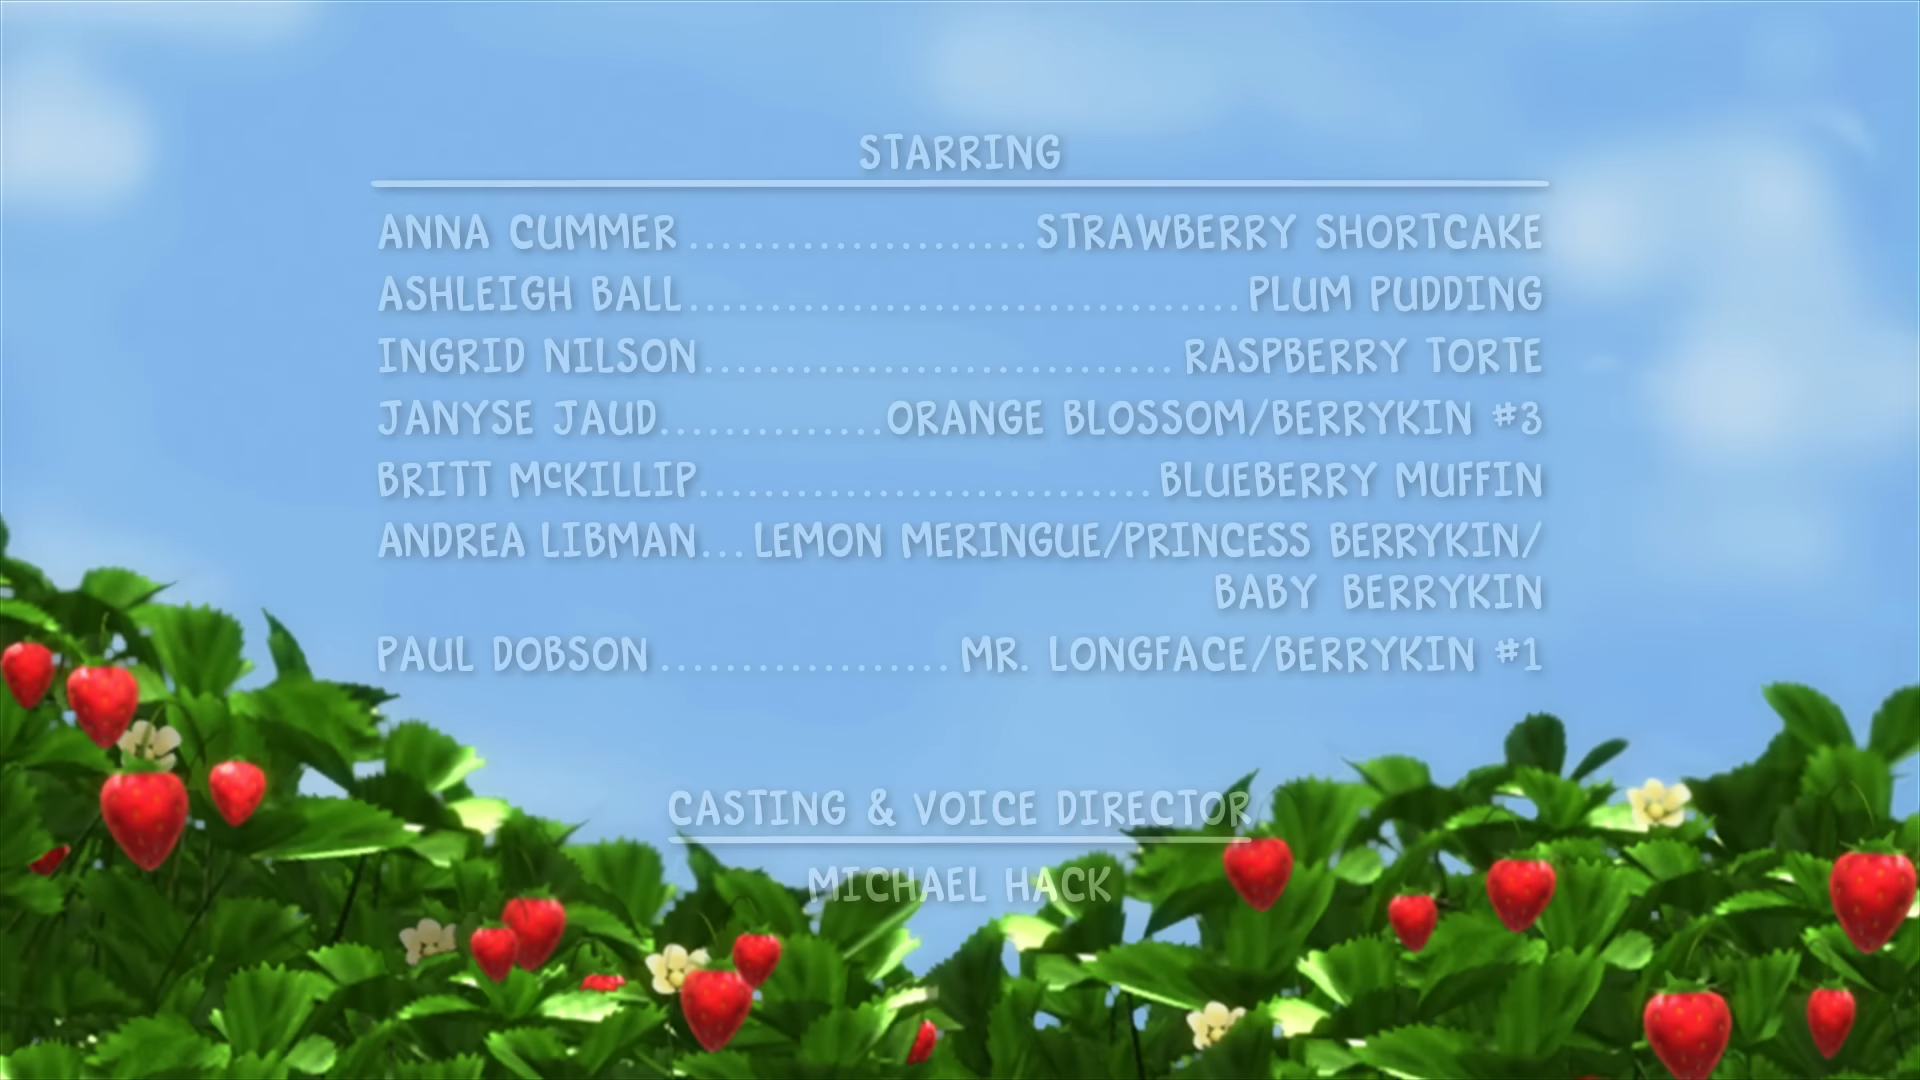 STARRING
ANNA CUMMER.....................STRAWBERRY SHORTCAKE
ASHLEIGH BALL..................................PLUM PUDDING
INGRID NILSON.............................RASPBERRY TORTE
JANYSE JAUD..............ORANGE BLOSSOM/BERRYKIN #3
BRITT McKILLIP............................BLUEBERRY MUFFIN
ANDREA LIBMAN...LEMON MERINGUE/PRINCESS BERRYKIN/
BABY BERRYKIN
PAUL DOBSON..................MR. LONGFACE/BERRYKIN #1
CASTING & VOICE DIRECTOR
MICHAEL HACK